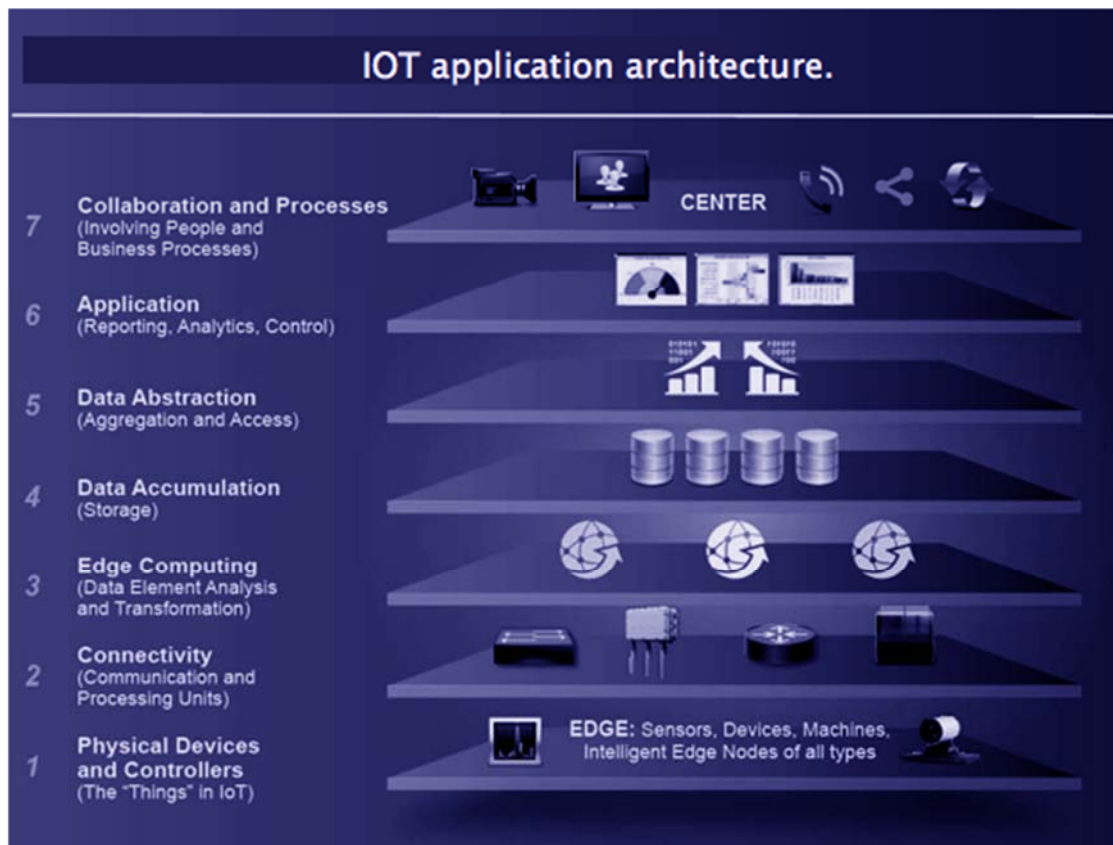 IOT application architecture.
7
Collaboration and Processes
(Involving People and
Business Processes)
CENTER
6
Application
(Reporting, Analytics, Control)
5
Data Abstraction
(Aggregation and Access)
4
Data Accumulation
(Storage)
3
Edge Computing
(Data Element Analysis
and Transformation)
2
Connectivity
(Communication and
Processing Units)
1
Physical Devices
and Controllers
(The “Things” in IoT)
EDGE: Sensors, Devices, Machines,
Intelligent Edge Nodes of all types